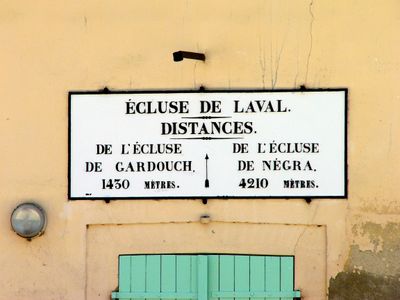 ÉCLUSE DE LAVAL.
DISTANCES.
DE L'ÉCLUSE
DE GARDOUCH.
1430 MÈTRES.
DE L'ÉCLUSE
DE NÉGRA.
4210 MÈTRES.